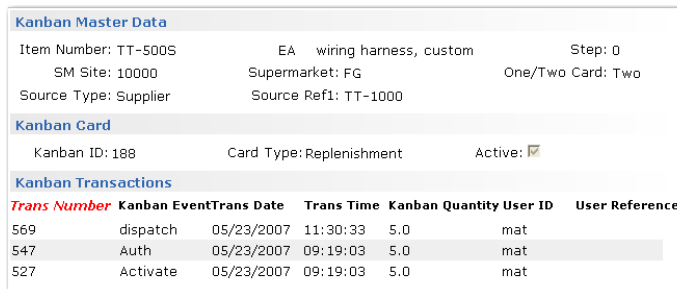 Kanban Master Data
Item Number: TT-500S EA wiring harness, custom Step: 0
SM Site: 10000 Supermarket: FG One/Two Card: Two
Source Type: Supplier Source Ref1: TT-1000
Kanban Card
Kanban ID: 188 Card Type: Replenishment Active:
Kanban Transactions
Trans Number Kanban EventTrans Date Trans Time Kanban Quantity User ID User Reference
569 dispatch 05/23/2007 11:30:33 5.0 mat
547 Auth 05/23/2007 09:19:03 5.0 mat
527 Activate 05/23/2007 09:19:03 5.0 mat